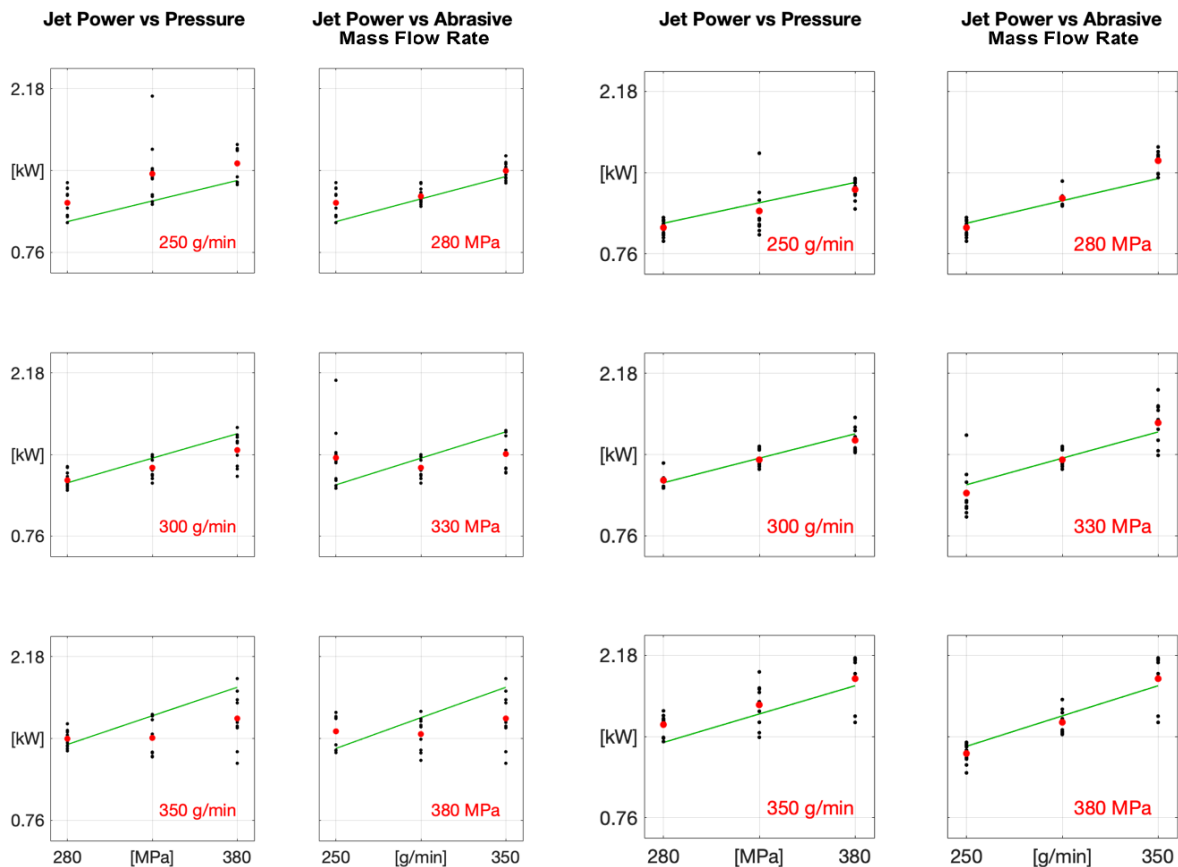 Jet Power vs Pressure
Jet Power vs Abrasive
Mass Flow Rate
Jet Power vs Pressure
Jet Power vs Abrasive
Mass Flow Rate
2.18
[kW]
0.76
250 g/min
280 MPa
2.18
[kW]
0.76
250 g/min
280 MPa
2.18
[kW]
0.76
300 g/min
330 MPa
2.18
[kW]
0.76
300 g/min
330 MPa
2.18
[kW]
0.76
350 g/min
380 MPa
2.18
[kW]
0.76
350 g/min
380 MPa
280 [MPa] 380
250 [g/min] 350
280 [MPa] 380
250 [g/min] 350